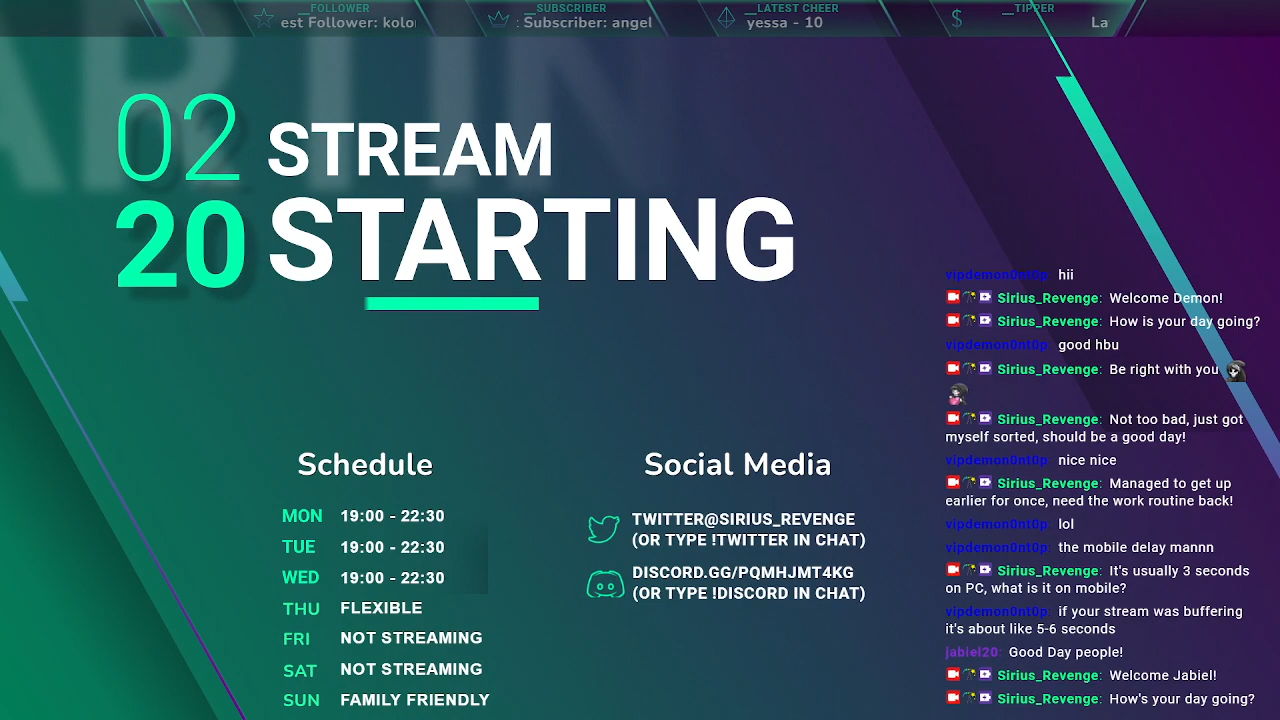 __FOLLOWER
est Follower: kolo
__SUBSCRIBER
: Subscriber: angel
__LATEST CHEER
yessa - 10
__TIPPER
La
ARTIN
02
20
STREAM
STARTING
Schedule
MON 19:00 - 22:30
TUE 19:00 - 22:30
WED 19:00 - 22:30
THU FLEXIBLE
FRI NOT STREAMING
SAT NOT STREAMING
SUN FAMILY FRIENDLY
Social Media
TWITTER@SIRIUS_REVENGE
(OR TYPE !TWITTER IN CHAT)
DISCORD.GG/PQMHJMT4KG
(OR TYPE !DISCORD IN CHAT)
vipdemon0nt0p: hii
Sirius_Revenge: Welcome Demon!
Sirius_Revenge: How is your day going?
vipdemon0nt0p: good hbu
Sirius_Revenge: Be right with you
Sirius_Revenge: Not too bad, just got
myself sorted, should be a good day!
vipdemon0nt0p: nice nice
Sirius_Revenge: Managed to get up
earlier for once, need the work routine back!
vipdemon0nt0p: lol
vipdemon0nt0p: the mobile delay mannn
Sirius_Revenge: It's usually 3 seconds
on PC, what is it on mobile?
vipdemon0nt0p: if your stream was buffering
it's about like 5-6 seconds
jabiel20: Good Day people!
Sirius_Revenge: Welcome Jabiel!
Sirius_Revenge: How's your day going?